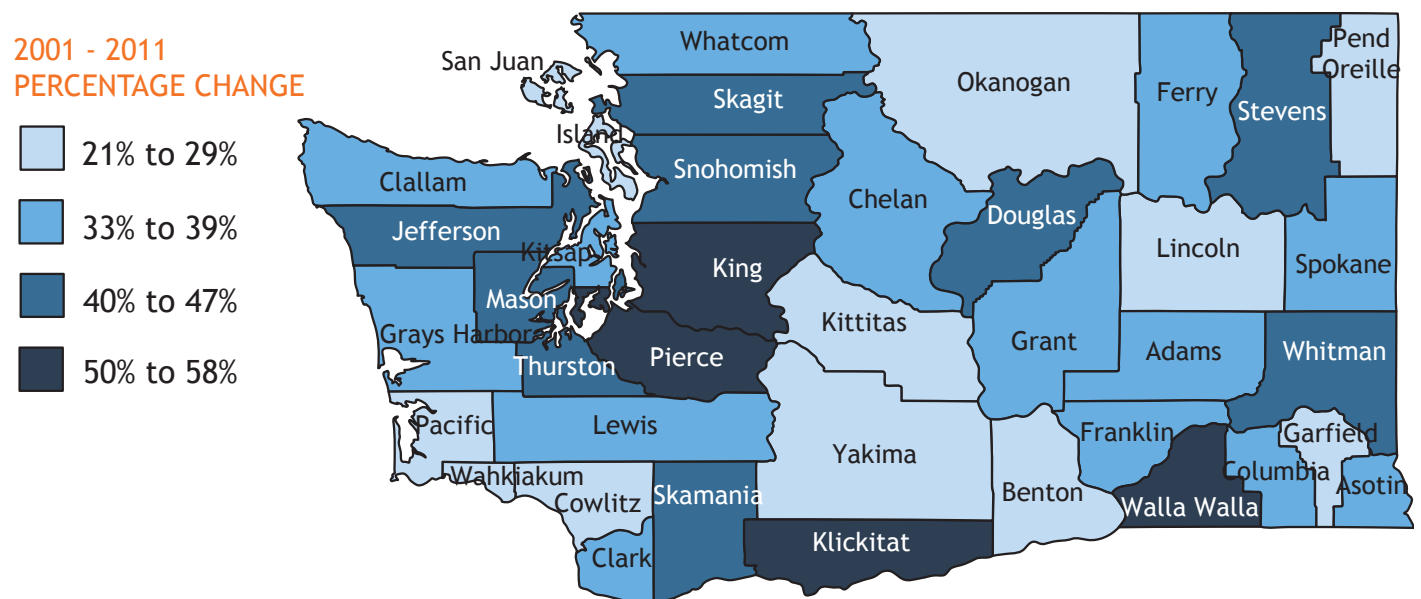 2001 - 2011
PERCENTAGE CHANGE
21% to 29%
33% to 39%
40% to 47%
50% to 58%
San Juan
Whatcom
Skagit
Island
Snohomish
Clallam
Jefferson
Kitsap
King
Mason
Grays Harbor
Thurston
Pierce
Pacific
Lewis
Wahkiakum
Cowlitz
Clark
Skamania
Okanogan
Chelan
Douglas
Kittitas
Grant
Yakima
Klickitat
Benton
Ferry
Stevens
Pend
Oreille
Lincoln
Spokane
Adams
Whitman
Franklin
Walla Walla
Columbia
Garfield
Asotin